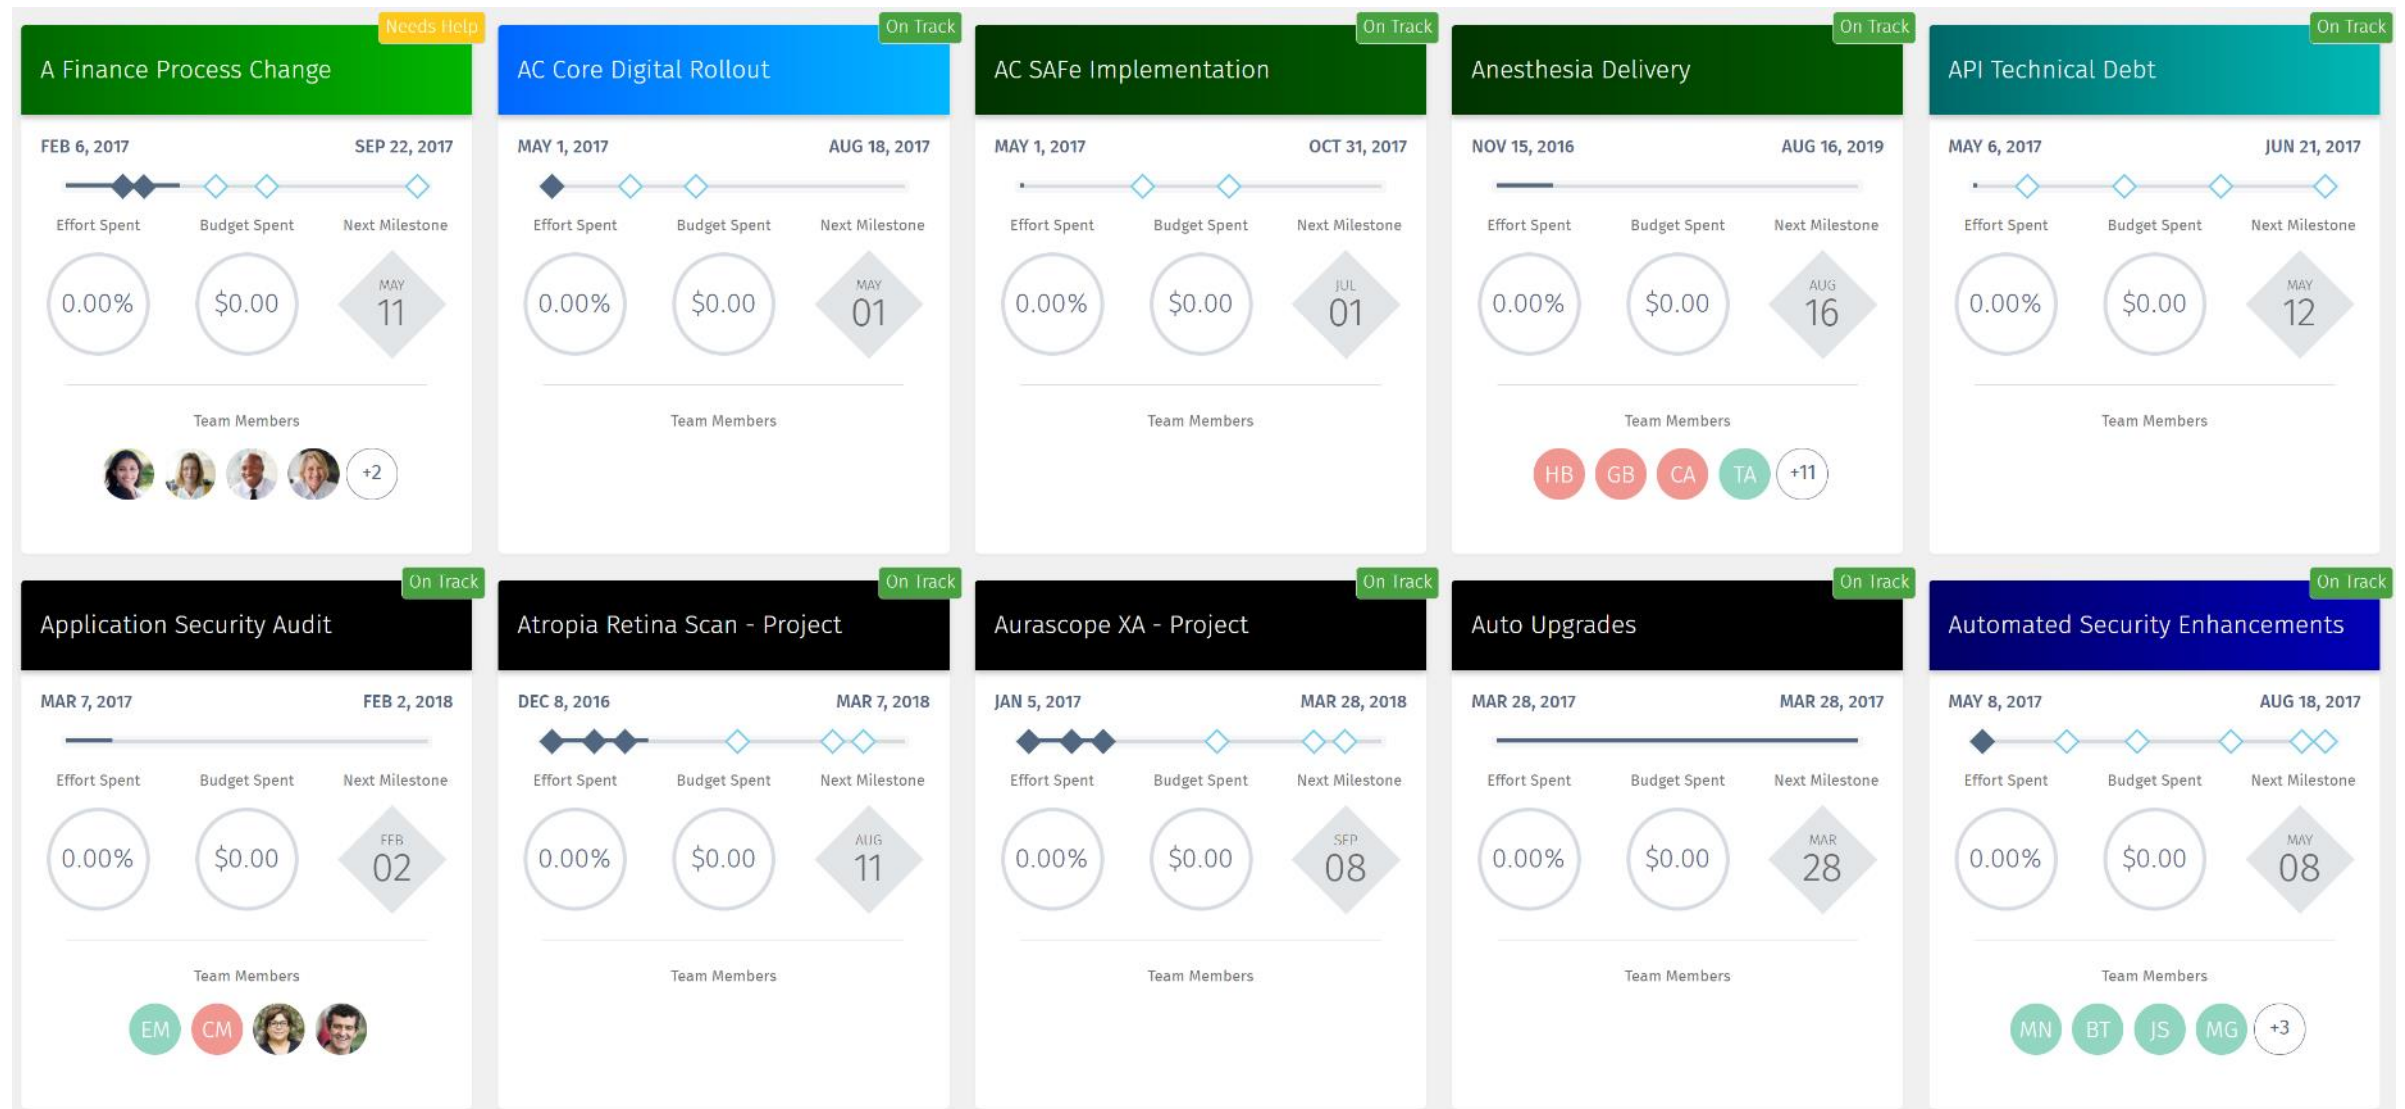 Needs Help
A Finance Process Change
FEB 6, 2017 SEP 22, 2017
Effort Spent Budget Spent Next Milestone
0.00% $0.00 MAY 11
Team Members
+2
On Track
AC Core Digital Rollout
MAY 1, 2017 AUG 18, 2017
Effort Spent Budget Spent Next Milestone
0.00% $0.00 MAY 01
Team Members
On Track
AC SAFe Implementation
MAY 1, 2017 OCT 31, 2017
Effort Spent Budget Spent Next Milestone
0.00% $0.00 JUL 01
Team Members
On Track
Anesthesia Delivery
NOV 15, 2016 AUG 16, 2019
Effort Spent Budget Spent Next Milestone
0.00% $0.00 AUG 16
Team Members
HB GB CA TA +11
On Track
API Technical Debt
MAY 6, 2017 JUN 21, 2017
Effort Spent Budget Spent Next Milestone
0.00% $0.00 MAY 12
Team Members
On Track
Application Security Audit
MAR 7, 2017 FEB 2, 2018
Effort Spent Budget Spent Next Milestone
0.00% $0.00 FEB 02
Team Members
EM CM
On Track
Atropia Retina Scan - Project
DEC 8, 2016 MAR 7, 2018
Effort Spent Budget Spent Next Milestone
0.00% $0.00 AUG 11
Team Members
On Track
Aurascope XA - Project
JAN 5, 2017 MAR 28, 2018
Effort Spent Budget Spent Next Milestone
0.00% $0.00 SEP 08
Team Members
On Track
Auto Upgrades
MAR 28, 2017 MAR 28, 2017
Effort Spent Budget Spent Next Milestone
0.00% $0.00 MAR 28
Team Members
On Track
Automated Security Enhancements
MAY 8, 2017 AUG 18, 2017
Effort Spent Budget Spent Next Milestone
0.00% $0.00 MAY 08
Team Members
MN BT JS MG +3